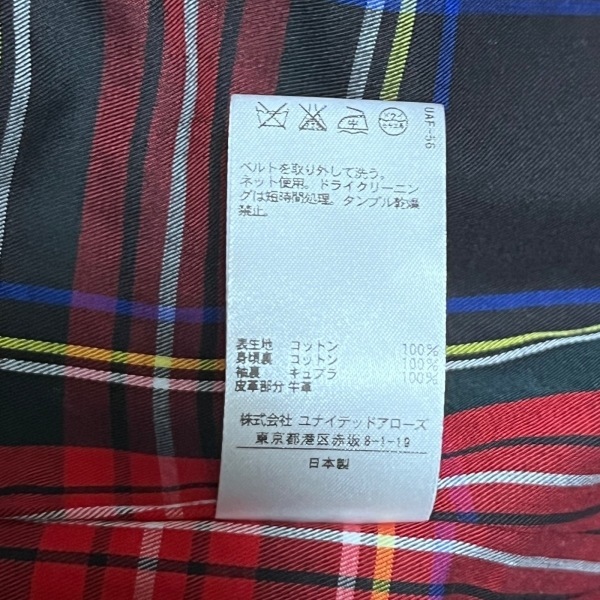 UAF-56
ベルトを取り外して洗う。
ネット使用。ドライクリーニン
グは短時間処理。タンブル乾燥
禁止。
表生地 コットン 100%
身頃裏 コットン 100%
袖裏 キュプラ 100%
皮革部分 牛革
株式会社 ユナイテッドアローズ
東京都港区赤坂8-1-19
日本製